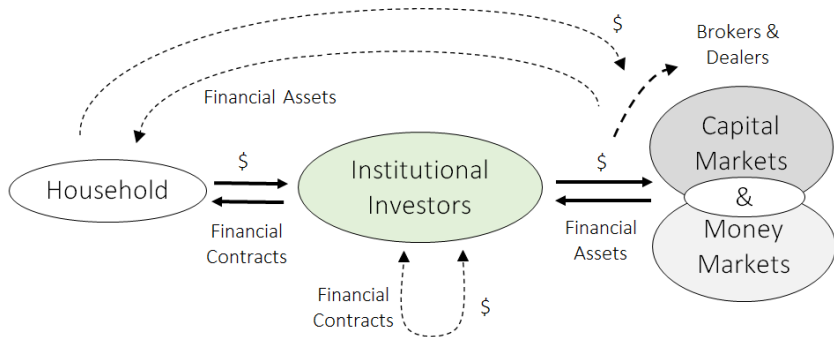 $
Brokers &
Dealers
Financial Assets
Capital
Markets
&
Money
Markets
Household
$
Financial
Contracts
Institutional
Investors
$
Financial
Assets
Financial
Contracts
$